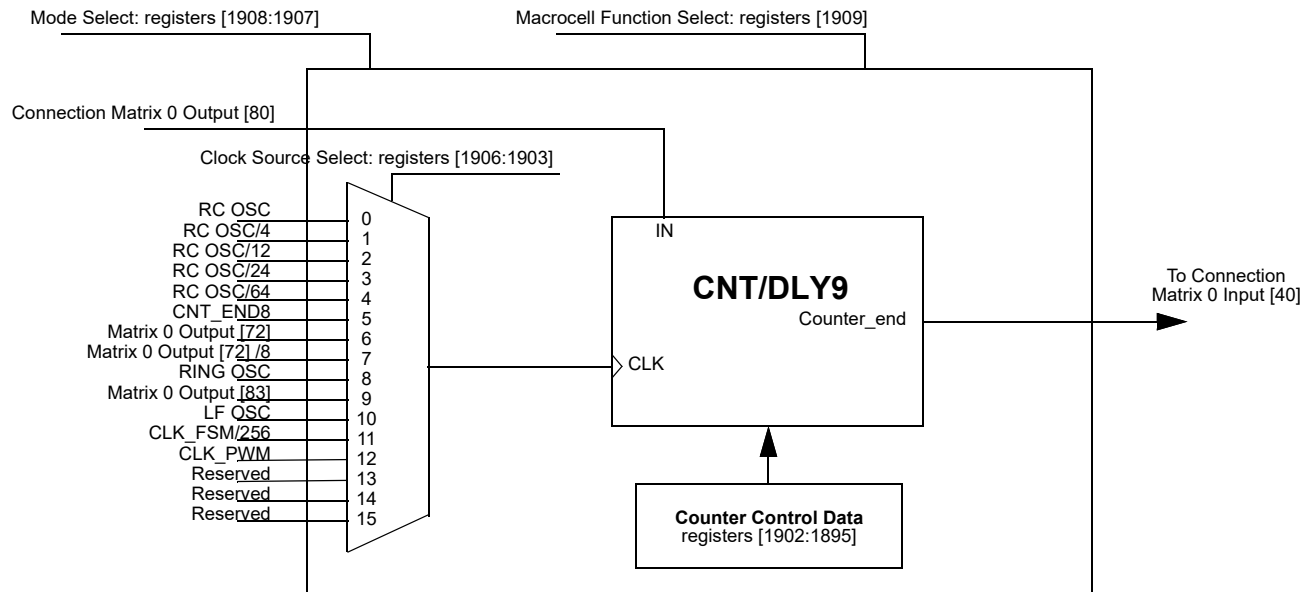 Mode Select: registers [1908:1907]
Macrocell Function Select: registers [1909]
Connection Matrix 0 Output [80]
Clock Source Select: registers [1906:1903]
RC OSC
0
RC OSC/4
1
RC OSC/12
2
RC OSC/24
3
RC OSC/64
4
CNT_END8
5
Matrix 0 Output [72]
6
Matrix 0 Output [72] /8
7
RING OSC
8
Matrix 0 Output [83]
9
LF OSC
10
CLK_FSM/256
11
CLK_PWM
12
Reserved
13
Reserved
14
Reserved
15
IN
CNT/DLY9
Counter_end
CLK
To Connection
Matrix 0 Input [40]
Counter Control Data
registers [1902:1895]